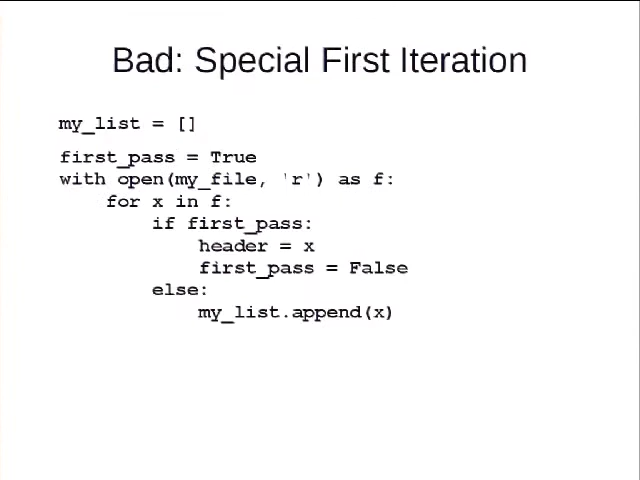 Bad: Special First Iteration
my_list = []
first_pass = True
with open(my_file, 'r') as f:
    for x in f:
        if first_pass:
            header = x
            first_pass = False
        else:
            my_list.append(x)